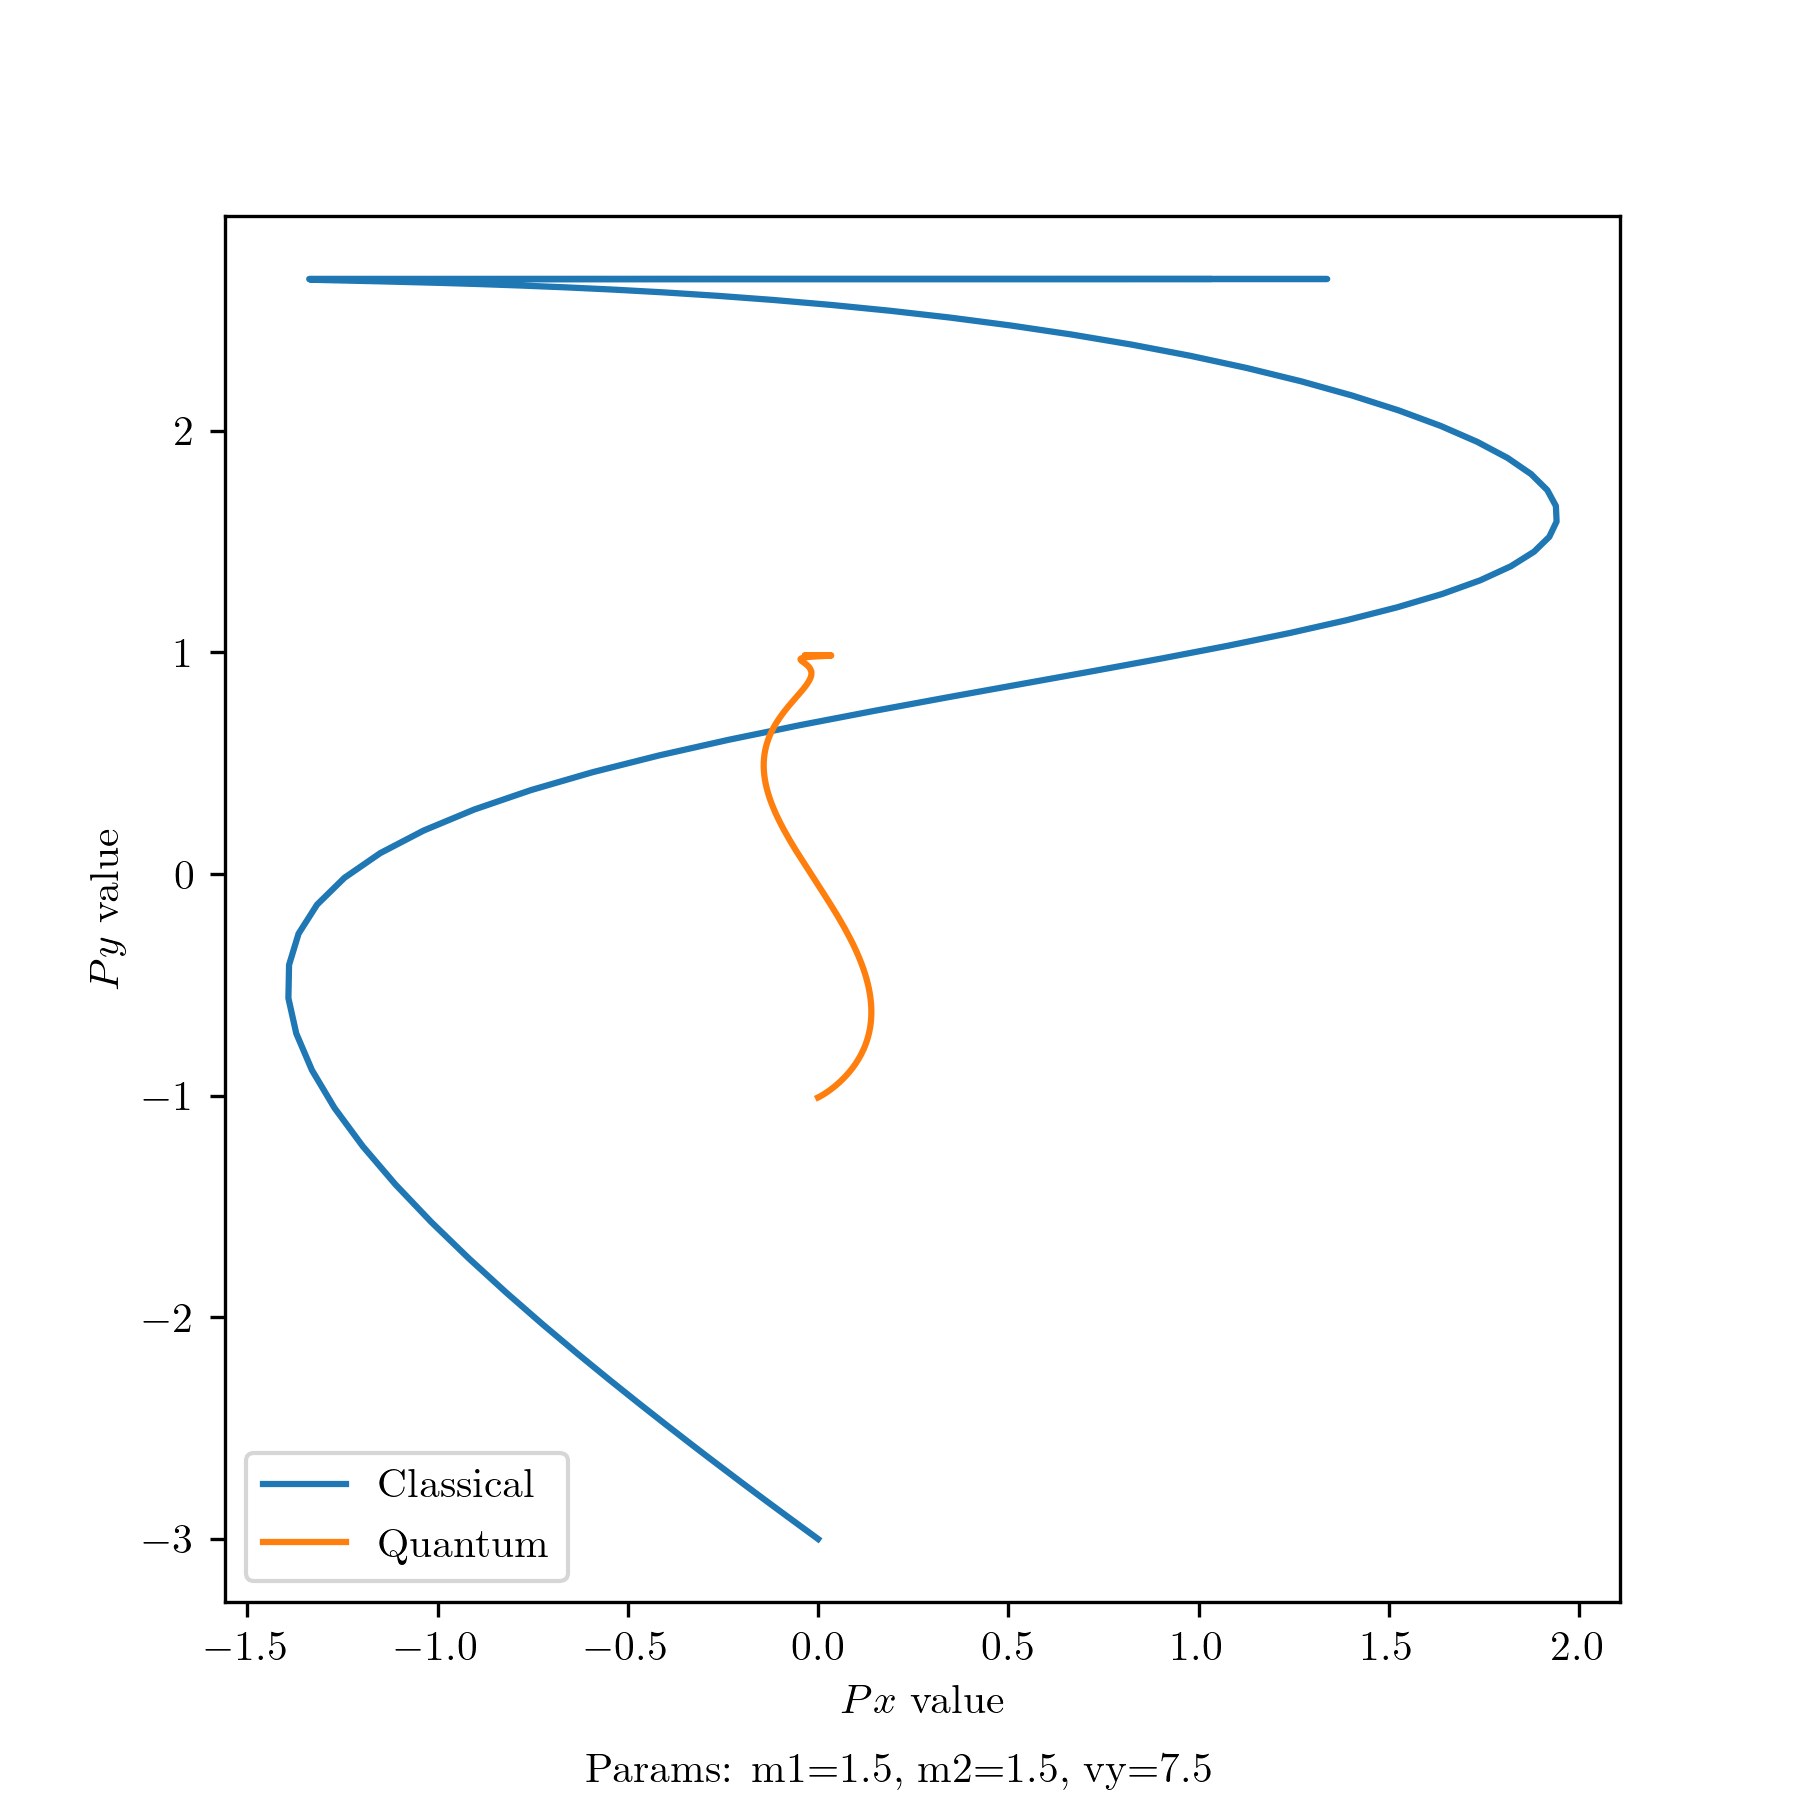 2
1
0
−1
−2
−3
Py value
Classical
Quantum
−1.5 −1.0 −0.5 0.0 0.5 1.0 1.5 2.0
Px value
Params: m1=1.5, m2=1.5, vy=7.5